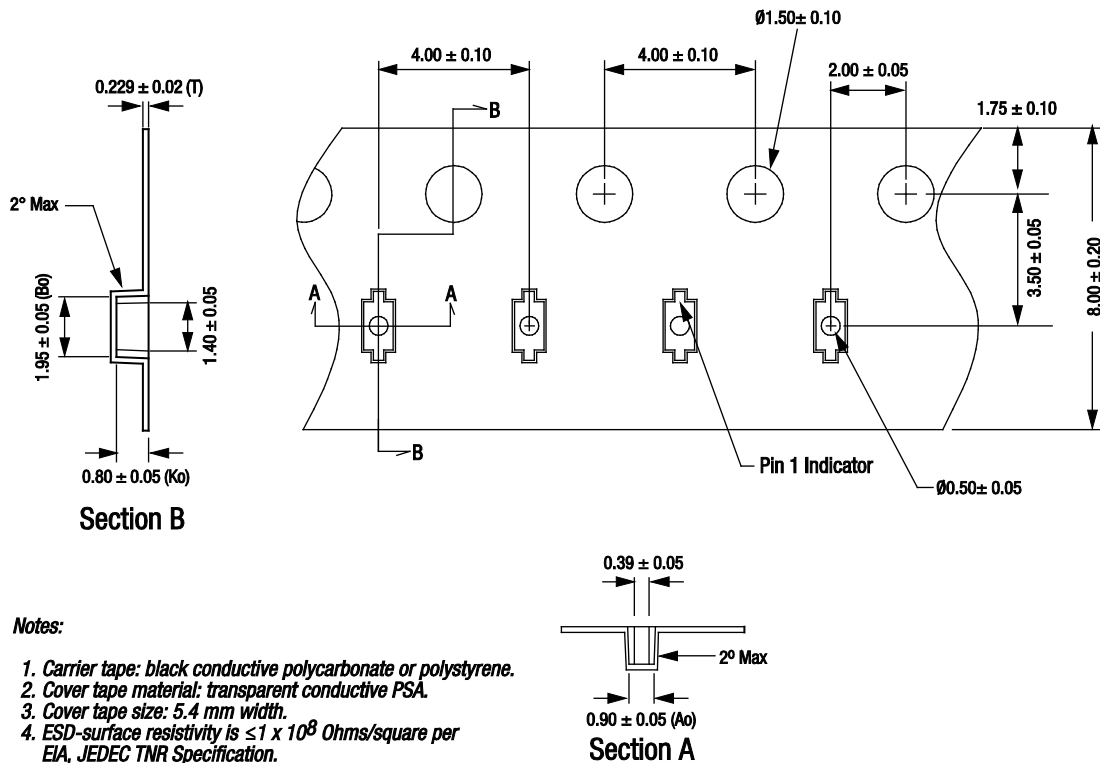 Ø1.50± 0.10
4.00 ± 0.10
4.00 ± 0.10
2.00 ± 0.05
0.229 ± 0.02 (T)
1.75 ± 0.10
B
2° Max
A
A
3.50 ± 0.05
8.00 ± 0.20
1.95 ± 0.05 (Bo)
1.40 ± 0.05
B
Pin 1 Indicator
0.80 ± 0.05 (Ko)
Ø0.50± 0.05
Section B
0.39 ± 0.05
Notes:
2º Max
1. Carrier tape: black conductive polycarbonate or polystyrene.
2. Cover tape material: transparent conductive PSA.
3. Cover tape size: 5.4 mm width.
4. ESD-surface resistivity is ≤1 x 10⁸ Ohms/square per
EIA, JEDEC TNR Specification.
0.90 ± 0.05 (Ao)
Section A